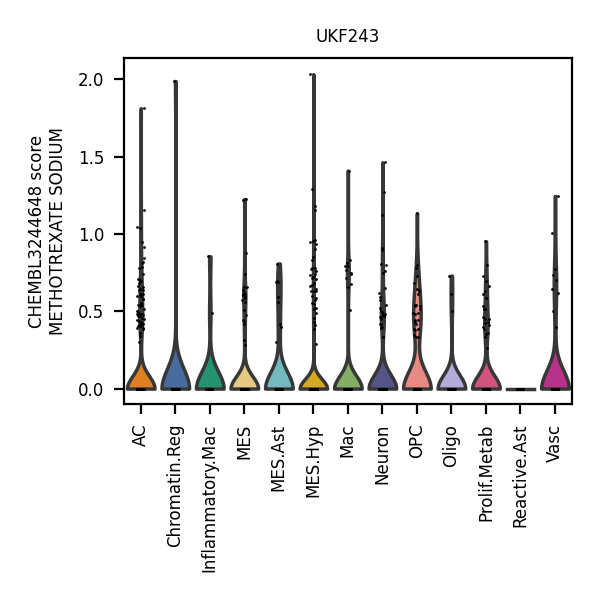 UKF243
CHEMBL3244648 score
METHOTREXATE SODIUM
2.0
1.5
1.0
0.5
0.0
AC
Chromatin.Reg
Inflammatory.Mac
MES
MES.Ast
MES.Hyp
Mac
Neuron
OPC
Oligo
Prolif.Metab
Reactive.Ast
Vasc